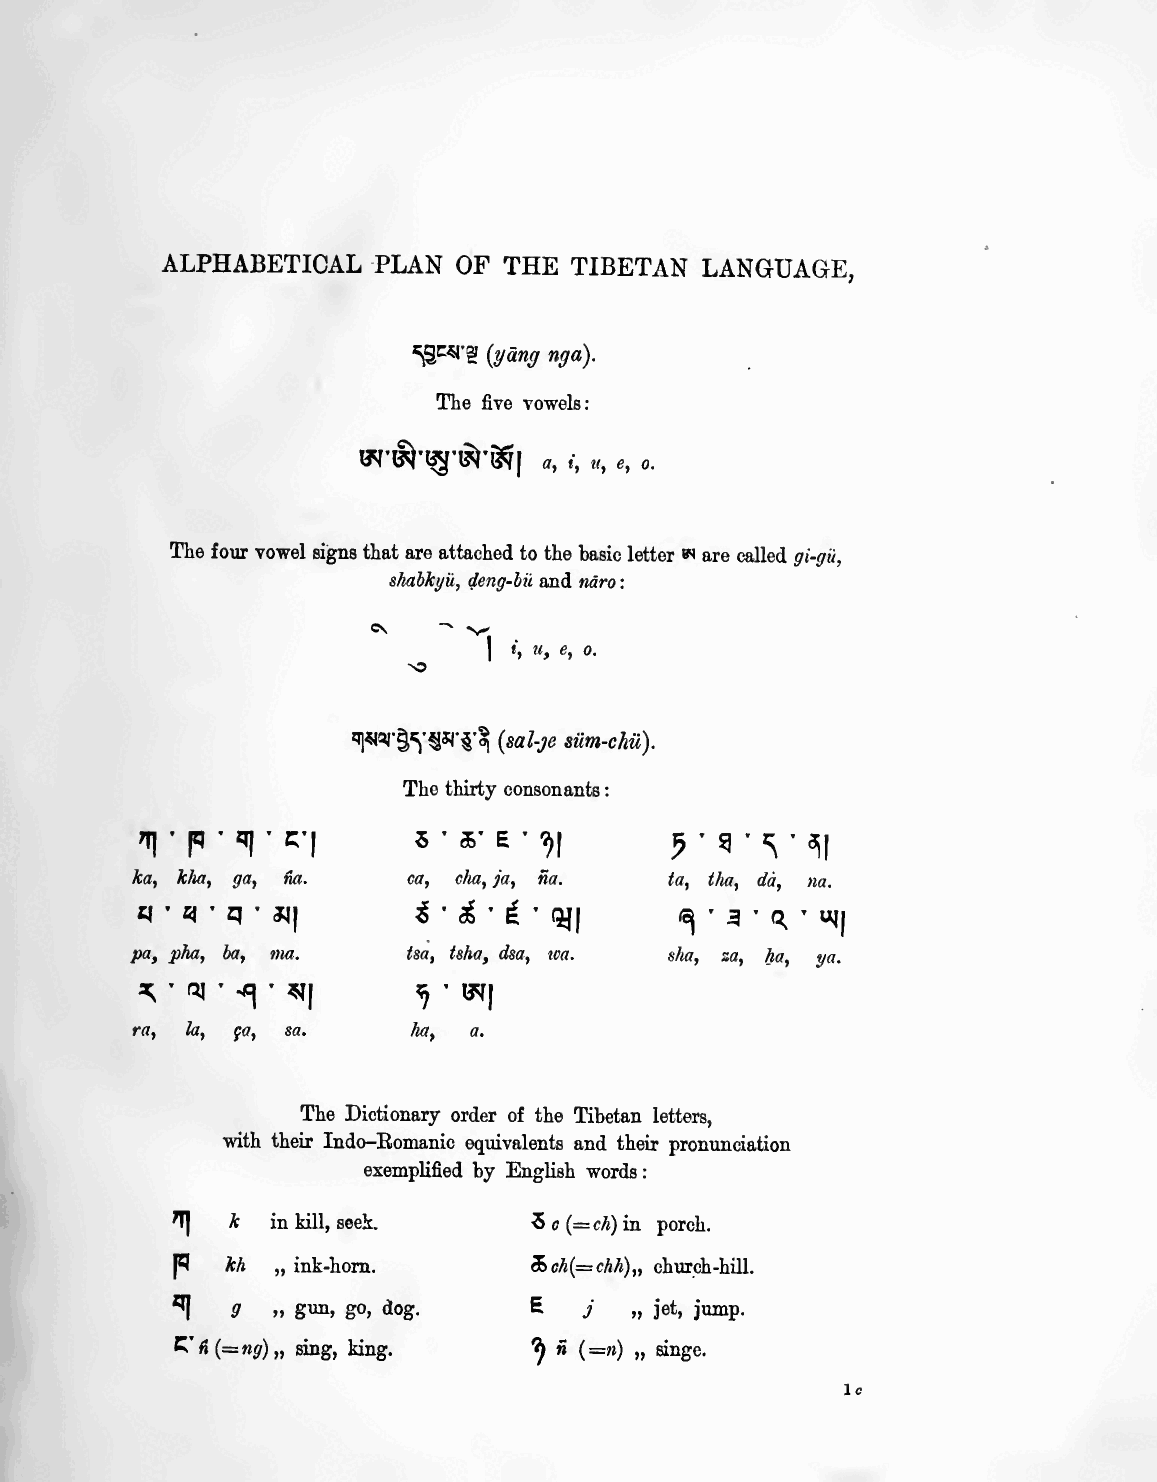 ALPHABETICAL PLAN OF THE TIBETAN LANGUAGE,
དབྱངས་ལྔ (yāng nga).
The five vowels:
ཨ་ཨི་ཨུ་ཨེ་ཨོ། a, i, u, e, o.
The four vowel signs that are attached to the basic letter ཨ are called gi-gü,
shabkyü, ḍeng-bü and nāro:
ི ུ ེ ོ། i, u, e, o.
གསལ་བྱེད་སུམ་ཅུ་ནི (sal-je süm-chü).
The thirty consonants:
ཀ་ཁ་ག་ང་། ཅ་ཆ་ཇ་ཉ། ཏ་ཐ་ད་ན།
ka, kha, ga, ṅa. ca, cha, ja, ña. ta, tha, da, na.
པ་ཕ་བ་མ། ཙ་ཚ་ཛ་ཝ། ཞ་ཟ་འ་ཡ།
pa, pha, ba, ma. tsa, tsha, dsa, wa. sha, za, ḥa, ya.
ར་ལ་ཤ་ས། ཧ་ཨ།
ra, la, ça, sa. ha, a.
The Dictionary order of the Tibetan letters,
with their Indo-Romanic equivalents and their pronunciation
exemplified by English words:
ཀ k in kill, seek. ཅ c (=ch) in porch.
ཁ kh „ ink-horn. ཆ ch(=chh) „ church-hill.
ག g „ gun, go, dog. ཇ j „ jet, jump.
ང་ ṅ (=ng) „ sing, king. ཉ ñ (=n) „ singe.
1 c